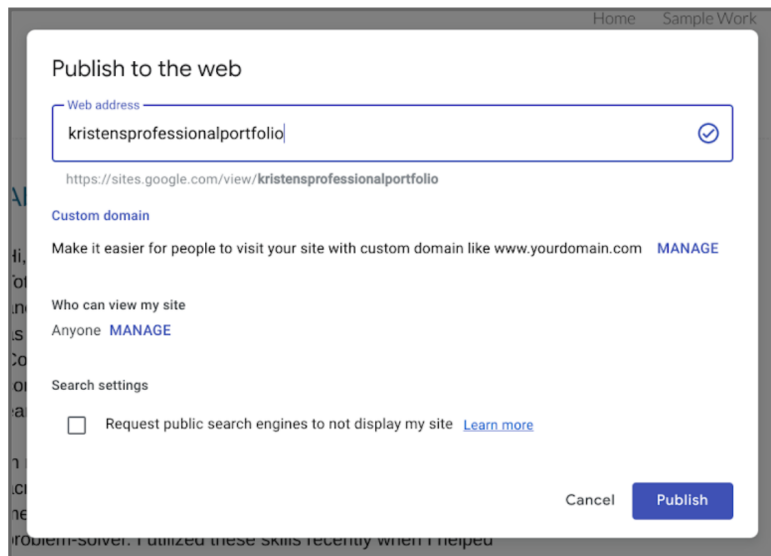 Home Sample Work
Publish to the web
Web address
kristensprofessionalportfolio
https://sites.google.com/view/kristensprofessionalportfolio
Custom domain
Make it easier for people to visit your site with custom domain like www.yourdomain.com MANAGE
Who can view my site
Anyone MANAGE
Search settings
Request public search engines to not display my site Learn more
Cancel Publish
problem-solver. I utilized these skills recently when I helped